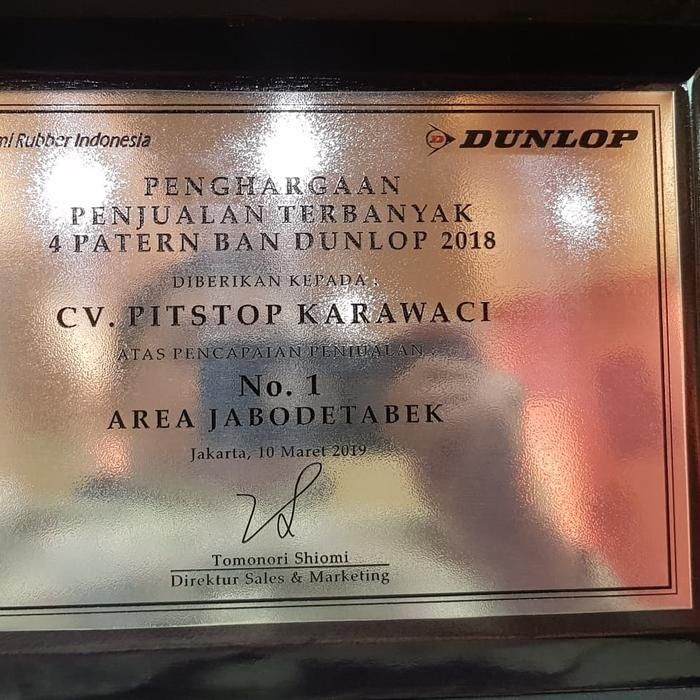 Rubber Indonesia
DUNLOP
PENGHARGAAN
PENJUALAN TERBANYAK
4 PATERN BAN DUNLOP 2018
DIBERIKAN KEPADA :
CV. PITSTOP KARAWACI
ATAS PENCAPAIAN PENJUALAN :
No. 1
AREA JABODETABEK
Jakarta, 10 Maret 2019
Tomonori Shiomi
Direktur Sales & Marketing